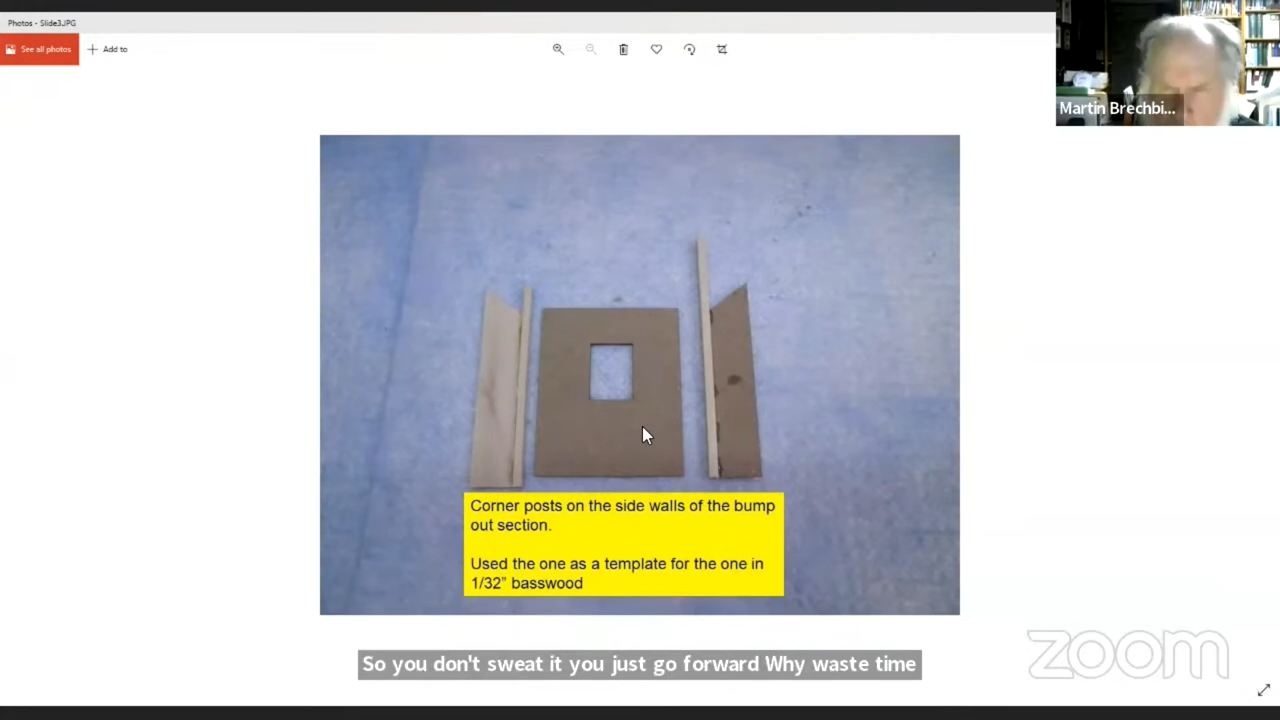 Photos - Slide3.JPG
See all photos
Add to
Martin Brechbi...
Corner posts on the side walls of the bump
out section.
Used the one as a template for the one in
1/32" basswood
So you don't sweat it you just go forward Why waste time
zoom